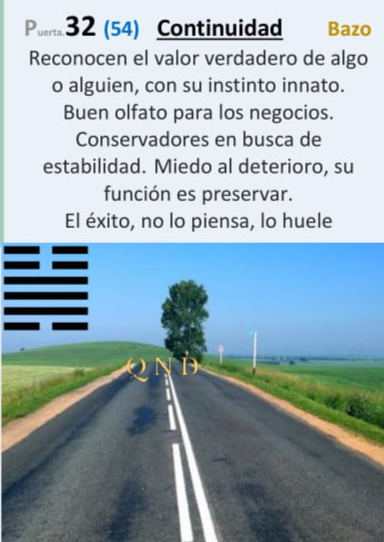 Puerta.32 (54) Continuidad Bazo
Reconocen el valor verdadero de algo
o alguien, con su instinto innato.
Buen olfato para los negocios.
Conservadores en busca de
estabilidad. Miedo al deterioro, su
función es preservar.
El éxito, no lo piensa, lo huele
QND